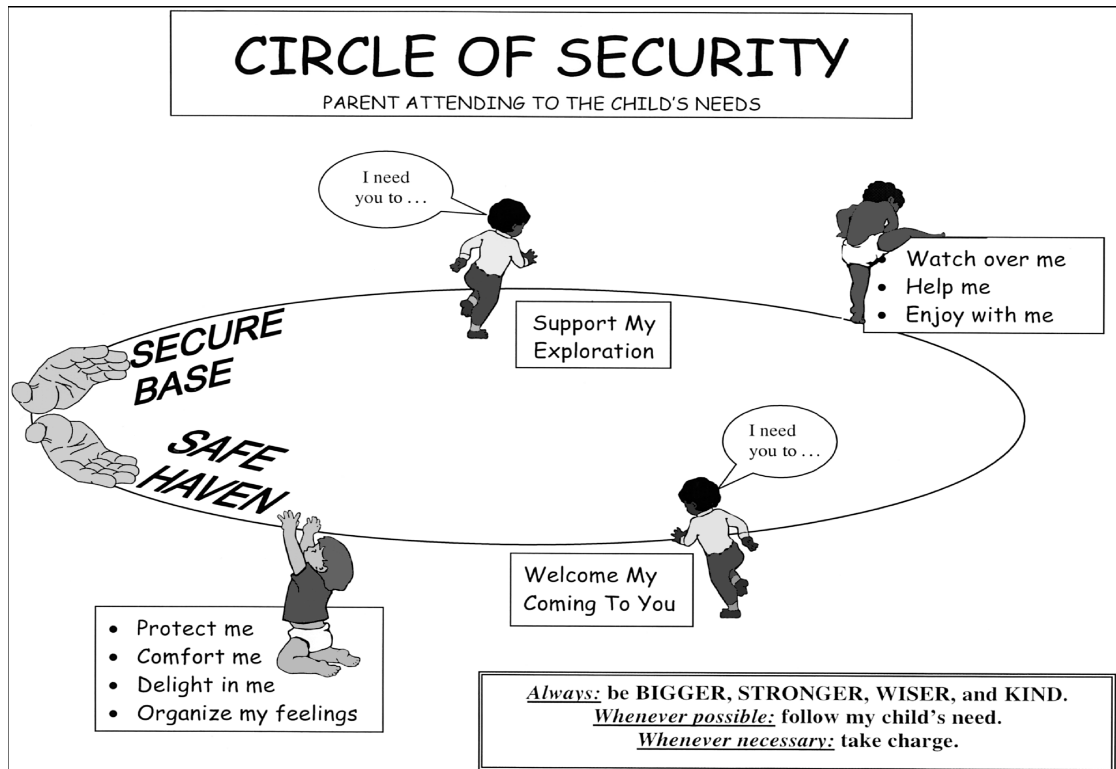 CIRCLE OF SECURITY
PARENT ATTENDING TO THE CHILD'S NEEDS
I need
you to ...
• Watch over me
• Help me
• Enjoy with me
Support My
Exploration
SECURE
BASE
SAFE
HAVEN
I need
you to ...
Welcome My
Coming To You
• Protect me
• Comfort me
• Delight in me
• Organize my feelings
Always: be BIGGER, STRONGER, WISER, and KIND.
Whenever possible: follow my child's need.
Whenever necessary: take charge.